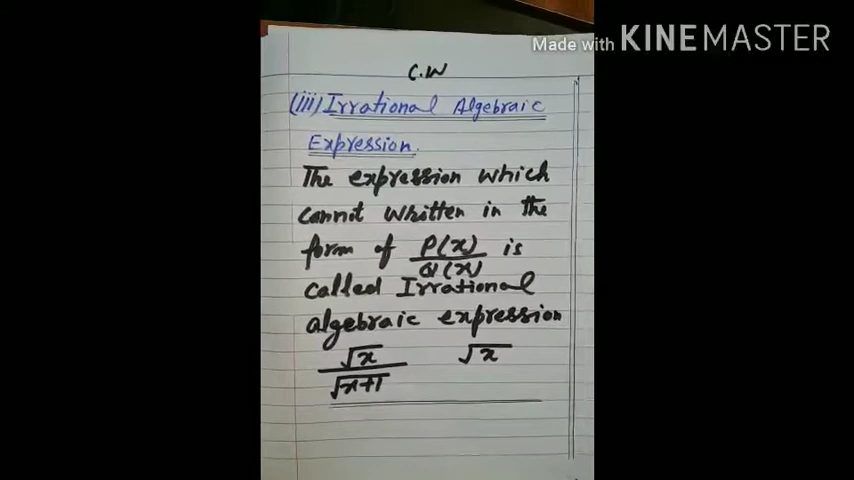 Made with KINEMASTER
C.W
(iii) Irrational Algebraic
Expression.
The expression which
cannot whitten in the
form of P(x)/Q(x) is
called Irrational
algebraic expression
√x/√x+1 √x